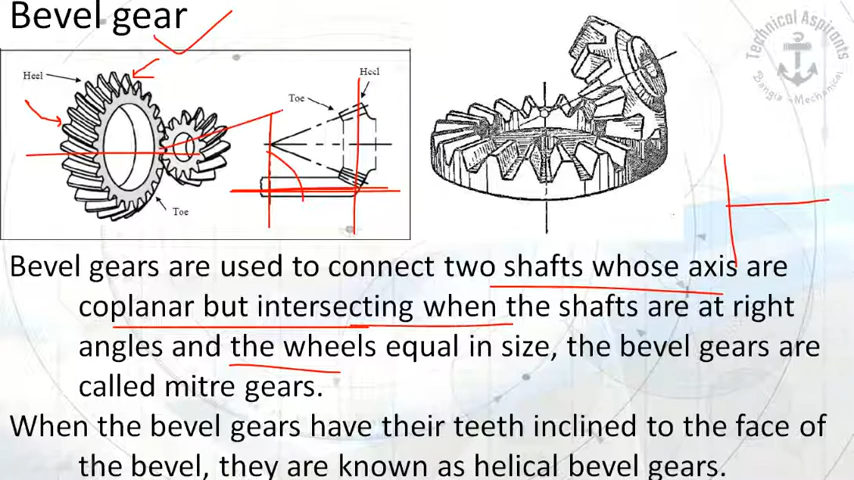 Bevel gear
Heel
Toe
Toe
Heel
Technical Aspirants
Bangla - Mechanical
Bevel gears are used to connect two shafts whose axis are
coplanar but intersecting when the shafts are at right
angles and the wheels equal in size, the bevel gears are
called mitre gears.
When the bevel gears have their teeth inclined to the face of
the bevel, they are known as helical bevel gears.